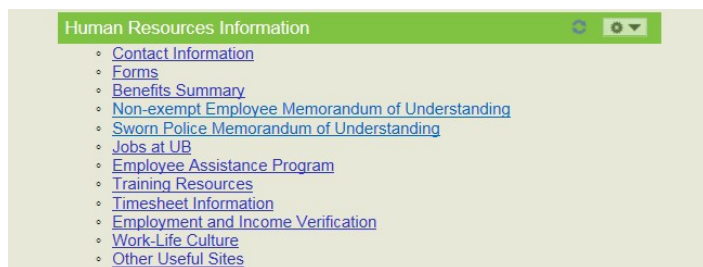 Human Resources Information
Contact Information
Forms
Benefits Summary
Non-exempt Employee Memorandum of Understanding
Sworn Police Memorandum of Understanding
Jobs at UB
Employee Assistance Program
Training Resources
Timesheet Information
Employment and Income Verification
Work-Life Culture
Other Useful Sites